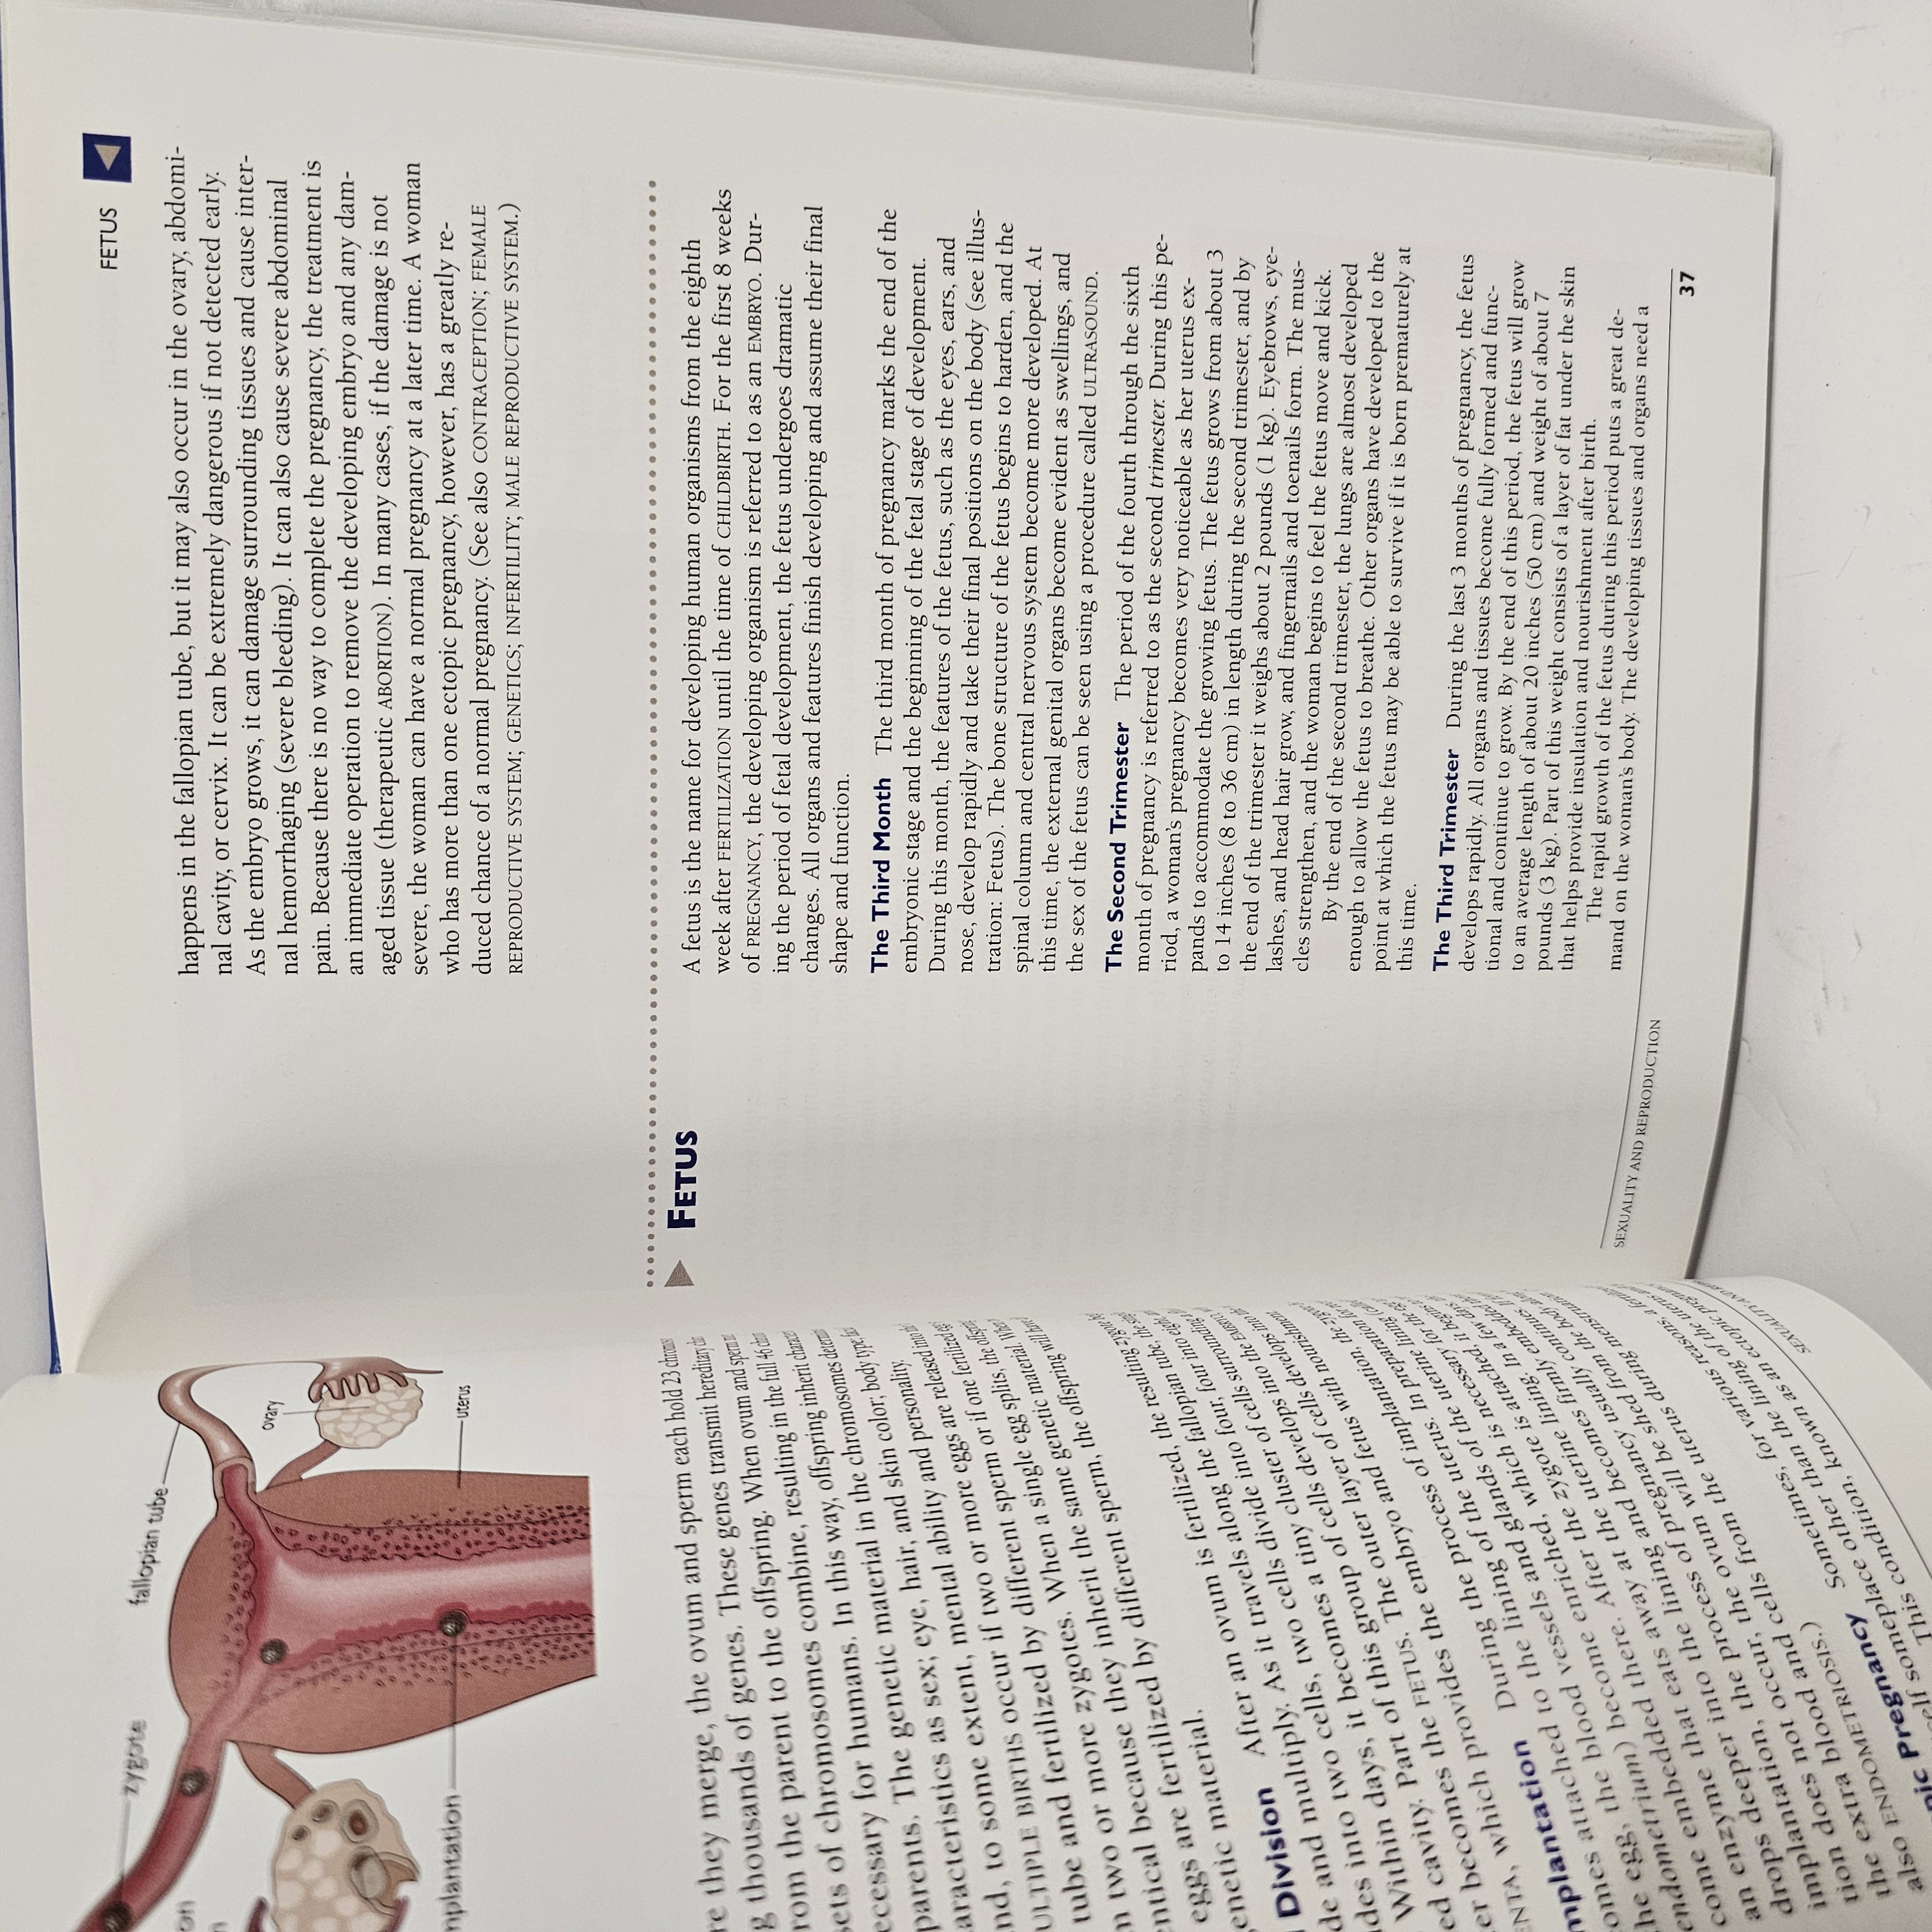 zygote
fallopian tube
ovary
mplantation
uterus
re they merge, the ovum and sperm each hold 23
g thousands of genes. These genes transmit hereditary
rom the parent to the offspring. When ovum and sperm
sets of chromosomes combine, resulting in the full 46
ecessary for humans. In this way, offspring inherit
parents. The genetic material in the chromosomes
aracteristics as sex; eye, hair, and skin color; body type;
nd, to some extent, mental ability and personality.
ULTIPLE BIRTHS occur if two or more eggs are released into
tube and fertilized by different sperm or if one fertilized
m two or more zygotes. When a single egg splits, the offspring
entical because they inherit the same genetic material. When
eggs are fertilized by different sperm, the offspring will have
enetic material.
Division After an ovum is fertilized, the resulting zygote
de and multiply. As it travels along the fallopian tube, the
ides into two cells, two cells divide into four, four into eight,
Within days, it becomes a tiny cluster of cells surrounding
ed cavity. Part of this group of cells develops into the EMBRYO,
er becomes the FETUS. The outer layer of cells develops into
ENTA, which provides the embryo and fetus with nourishment.
mplantation During the process of implantation, the zygote
omes attached to the lining of the uterus. In preparation for
he egg, the blood vessels and glands of the uterine lining
endometrium) become enriched, which is necessary for the egg
come embedded there. After the zygote is attached, it begins
an enzyme that eats away at the uterine lining. In a few days,
drops deeper into the lining and becomes firmly embedded
implantation, the process of pregnancy usually continues. If
tion does not occur, the ovum will be shed from the body along
the extra blood and cells from the uterus during menstruation
also ENDOMETRIOSIS.)
pic Pregnancy Sometimes, for various reasons, a
self someplace other than the lining of the uterus
This condition, known as an ectopic pregnancy
FETUS
happens in the fallopian tube, but it may also occur in the ovary, abdomi-
nal cavity, or cervix. It can be extremely dangerous if not detected early.
As the embryo grows, it can damage surrounding tissues and cause inter-
nal hemorrhaging (severe bleeding). It can also cause severe abdominal
pain. Because there is no way to complete the pregnancy, the treatment is
an immediate operation to remove the developing embryo and any dam-
aged tissue (therapeutic ABORTION). In many cases, if the damage is not
severe, the woman can have a normal pregnancy at a later time. A woman
who has more than one ectopic pregnancy, however, has a greatly re-
duced chance of a normal pregnancy. (See also CONTRACEPTION; FEMALE
REPRODUCTIVE SYSTEM; GENETICS; INFERTILITY; MALE REPRODUCTIVE SYSTEM.)
FETUS
A fetus is the name for developing human organisms from the eighth
week after FERTILIZATION until the time of CHILDBIRTH. For the first 8 weeks
of PREGNANCY, the developing organism is referred to as an EMBRYO. Dur-
ing the period of fetal development, the fetus undergoes dramatic
changes. All organs and features finish developing and assume their final
shape and function.
The Third Month The third month of pregnancy marks the end of the
embryonic stage and the beginning of the fetal stage of development.
During this month, the features of the fetus, such as the eyes, ears, and
nose, develop rapidly and take their final positions on the body (see illus-
tration: Fetus). The bone structure of the fetus begins to harden, and the
spinal column and central nervous system become more developed. At
this time, the external genital organs become evident as swellings, and
the sex of the fetus can be seen using a procedure called ULTRASOUND.
The Second Trimester The period of the fourth through the sixth
month of pregnancy is referred to as the second trimester. During this pe-
riod, a woman's pregnancy becomes very noticeable as her uterus ex-
pands to accommodate the growing fetus. The fetus grows from about 3
to 14 inches (8 to 36 cm) in length during the second trimester, and by
the end of the trimester it weighs about 2 pounds (1 kg). Eyebrows, eye-
lashes, and head hair grow, and fingernails and toenails form. The mus-
cles strengthen, and the woman begins to feel the fetus move and kick.
By the end of the second trimester, the lungs are almost developed
enough to allow the fetus to breathe. Other organs have developed to the
point at which the fetus may be able to survive if it is born prematurely at
this time.
The Third Trimester During the last 3 months of pregnancy, the fetus
develops rapidly. All organs and tissues become fully formed and func-
tional and continue to grow. By the end of this period, the fetus will grow
to an average length of about 20 inches (50 cm) and weight of about 7
pounds (3 kg). Part of this weight consists of a layer of fat under the skin
that helps provide insulation and nourishment after birth.
The rapid growth of the fetus during this period puts a great de-
mand on the woman's body. The developing tissues and organs need a
SEXUALITY AND REPRODUCTION
37